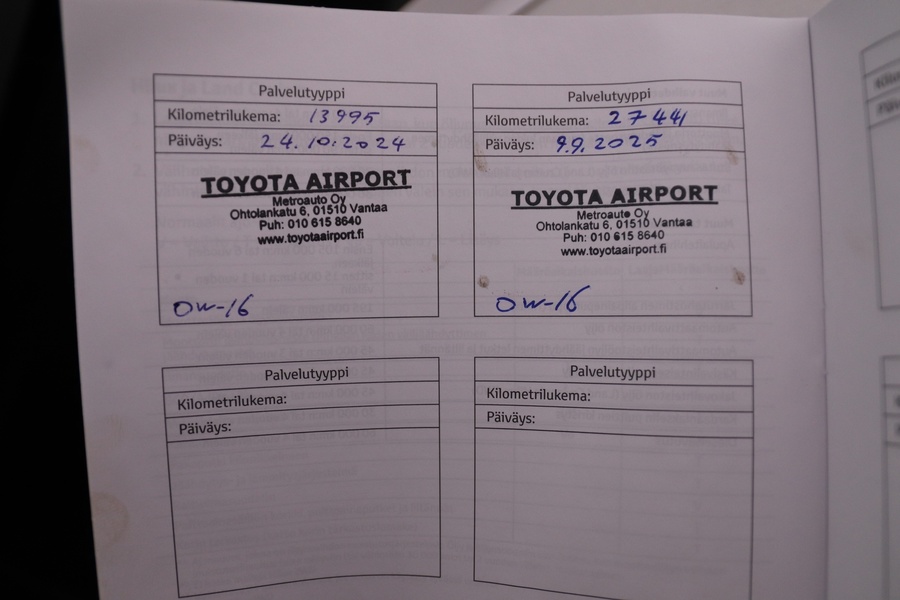 Palvelutyyppi
Kilometrilukema: 13995
Päiväys: 24.10.2024
TOYOTA AIRPORT
Metroauto Oy
Ohtolankatu 6, 01510 Vantaa
Puh: 010 615 8640
www.toyotaairport.fi
OW-16
Palvelutyyppi
Kilometrilukema: 27441
Päiväys: 9.9.2025
TOYOTA AIRPORT
Metroauto Oy
Ohtolankatu 6, 01510 Vantaa
Puh: 010 615 8640
www.toyotaairport.fi
OW-16
Palvelutyyppi
Kilometrilukema:
Päiväys:
Palvelutyyppi
Kilometrilukema:
Päiväys: